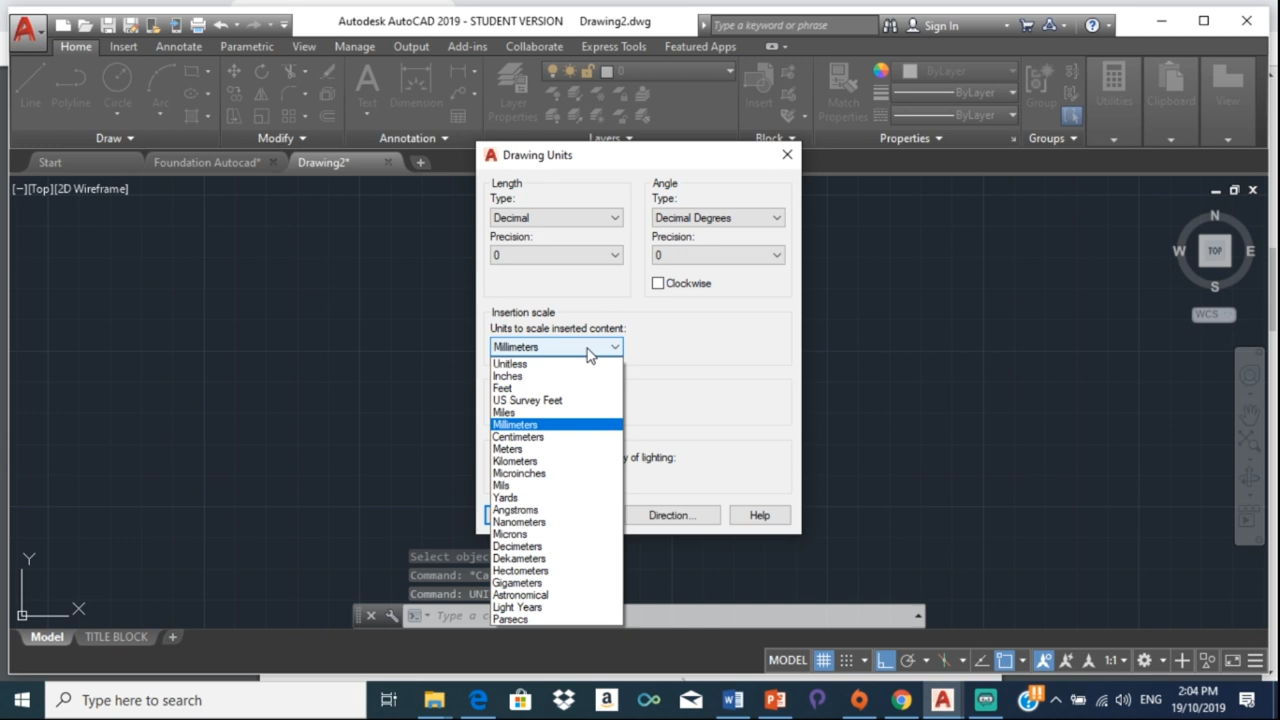 Autodesk AutoCAD 2019 - STUDENT VERSION Drawing2.dwg
Type a keyword or phrase
Sign In
Home Insert Annotate Parametric View Manage Output Add-ins Collaborate Express Tools Featured Apps
0
ByLayer
Line Polyline Circle Arc Text Dimension Layer Properties Insert Match Properties Group Utilities Clipboard View
ByLayer
ByLayer
Draw Modify Annotation Layers Block Properties Groups
Start Foundation Autocad* Drawing2*
[−][Top][2D Wireframe]
Drawing Units
Length
Type:
Decimal
Precision:
0
Angle
Type:
Decimal Degrees
Precision:
0
Clockwise
Insertion scale
Units to scale inserted content:
Millimeters
Unitless
Inches
Feet
US Survey Feet
Miles
Millimeters
Centimeters
Meters
Kilometers
Microinches
Mils
Yards
Angstroms
Nanometers
Microns
Decimeters
Dekameters
Hectometers
Gigameters
Astronomical
Light Years
Parsecs
y of lighting:
Direction... Help
N
W TOP E
S
WCS
Y
X
Select objec
Command: *Ca
Command: UNI
Type a c
Model TITLE BLOCK
MODEL 1:1
Type here to search
ENG
2:04 PM
19/10/2019